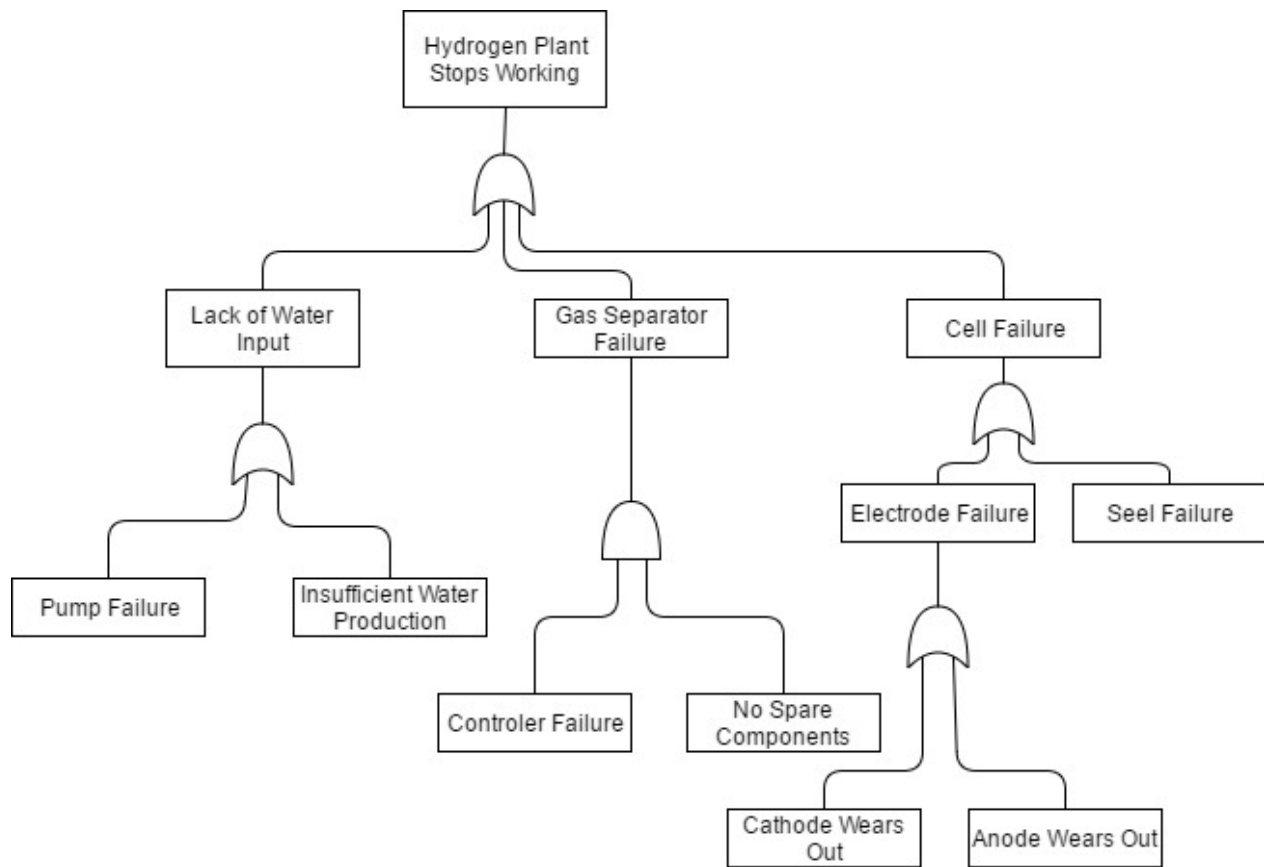 Hydrogen Plant
Stops Working
Lack of Water
Input
Gas Separator
Failure
Cell Failure
Electrode Failure
Seel Failure
Pump Failure
Insufficient Water
Production
Controler Failure
No Spare
Components
Cathode Wears
Out
Anode Wears Out